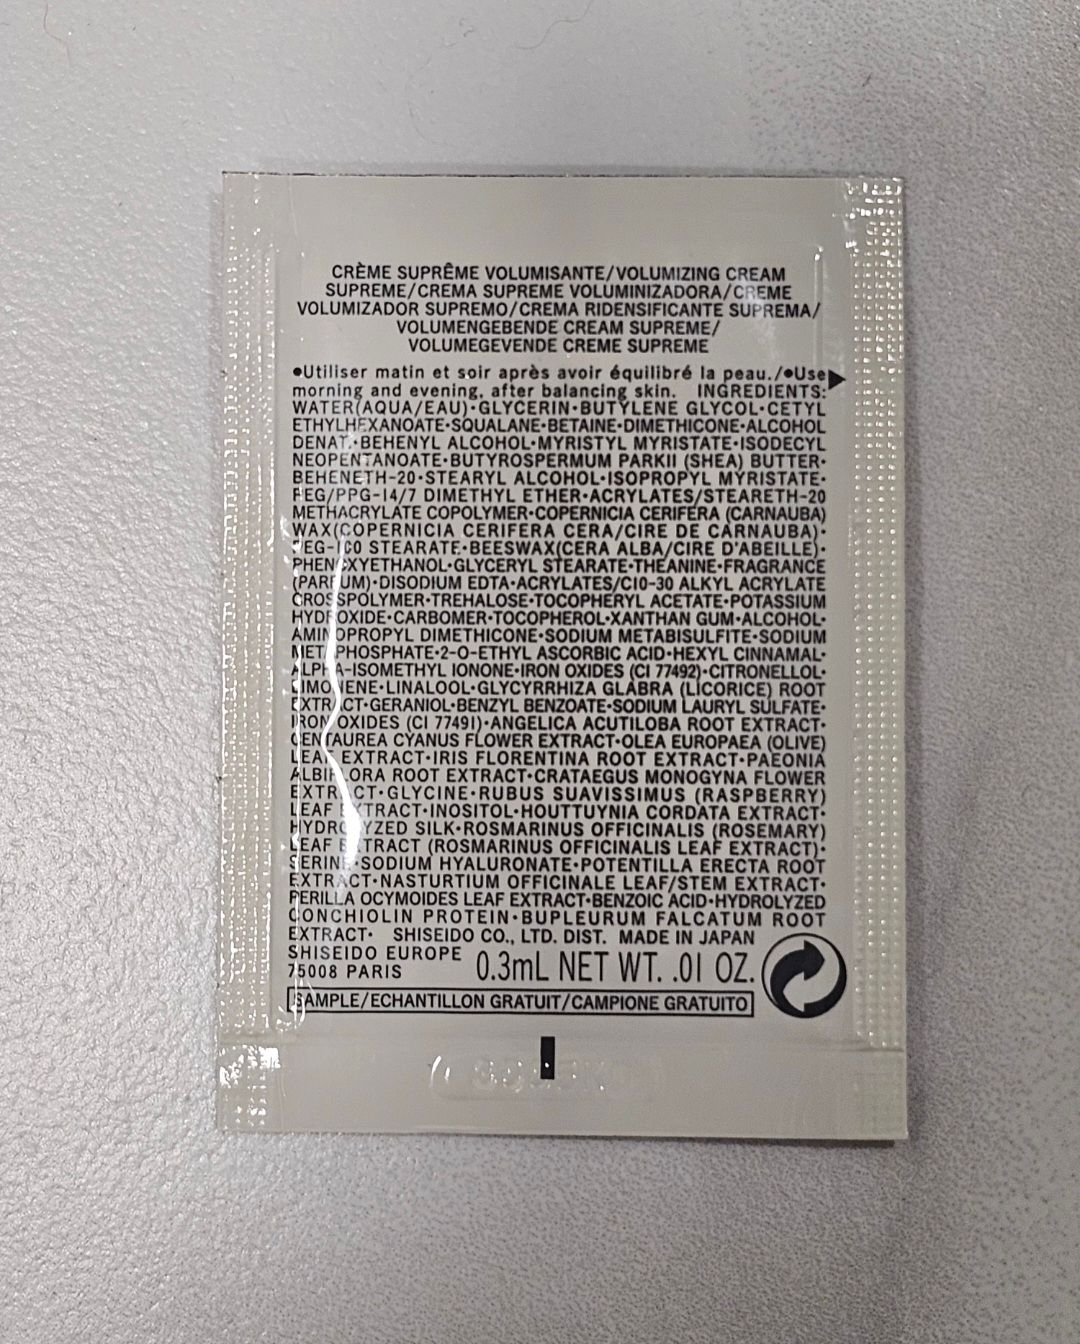 CRÈME SUPRÊME VOLUMISANTE/VOLUMIZING CREAM
SUPREME/CREMA SUPREME VOLUMINIZADORA/CREME
VOLUMIZADOR SUPREMO/CREMA RIDENSIFICANTE SUPREMA/
VOLUMENGEBENDE CREAM SUPREME/
VOLUMEGEVENDE CREME SUPREME
●Utiliser matin et soir après avoir équilibré la peau./●Use▶
morning and evening, after balancing skin. INGREDIENTS:
WATER(AQUA/EAU)·GLYCERIN·BUTYLENE GLYCOL·CETYL
ETHYLHEXANOATE·SQUALANE·BETAINE·DIMETHICONE·ALCOHOL
DENAT.·BEHENYL ALCOHOL·MYRISTYL MYRISTATE·ISODECYL
NEOPENTANOATE·BUTYROSPERMUM PARKII (SHEA) BUTTER·
BEHENETH-20·STEARYL ALCOHOL·ISOPROPYL MYRISTATE·
PEG/PPG-14/7 DIMETHYL ETHER·ACRYLATES/STEARETH-20
METHACRYLATE COPOLYMER·COPERNICIA CERIFERA (CARNAUBA)
WAX(COPERNICIA CERIFERA CERA/CIRE DE CARNAUBA)·
PEG-100 STEARATE·BEESWAX(CERA ALBA/CIRE D'ABEILLE)·
PHENOXYETHANOL·GLYCERYL STEARATE·THEANINE·FRAGRANCE
(PARFUM)·DISODIUM EDTA·ACRYLATES/C10-30 ALKYL ACRYLATE
CROSSPOLYMER·TREHALOSE·TOCOPHERYL ACETATE·POTASSIUM
HYDROXIDE·CARBOMER·TOCOPHEROL·XANTHAN GUM·ALCOHOL·
AMINOPROPYL DIMETHICONE·SODIUM METABISULFITE·SODIUM
METAPHOSPHATE·2-O-ETHYL ASCORBIC ACID·HEXYL CINNAMAL·
ALPHA-ISOMETHYL IONONE·IRON OXIDES (CI 77492)·CITRONELLOL·
LIMONENE·LINALOOL·GLYCYRRHIZA GLABRA (LICORICE) ROOT
EXTRACT·GERANIOL·BENZYL BENZOATE·SODIUM LAURYL SULFATE·
IRON OXIDES (CI 77491)·ANGELICA ACUTILOBA ROOT EXTRACT·
CENTAUREA CYANUS FLOWER EXTRACT·OLEA EUROPAEA (OLIVE)
LEAF EXTRACT·IRIS FLORENTINA ROOT EXTRACT·PAEONIA
ALBIFLORA ROOT EXTRACT·CRATAEGUS MONOGYNA FLOWER
EXTRACT·GLYCINE·RUBUS SUAVISSIMUS (RASPBERRY)
LEAF EXTRACT·INOSITOL·HOUTTUYNIA CORDATA EXTRACT·
HYDROLYZED SILK·ROSMARINUS OFFICINALIS (ROSEMARY)
LEAF EXTRACT (ROSMARINUS OFFICINALIS LEAF EXTRACT)·
SERINE·SODIUM HYALURONATE·POTENTILLA ERECTA ROOT
EXTRACT·NASTURTIUM OFFICINALE LEAF/STEM EXTRACT·
PERILLA OCYMOIDES LEAF EXTRACT·BENZOIC ACID·HYDROLYZED
CONCHIOLIN PROTEIN·BUPLEURUM FALCATUM ROOT
EXTRACT· SHISEIDO CO., LTD. DIST. MADE IN JAPAN
SHISEIDO EUROPE
75008 PARIS
0.3mL NET WT. .01 OZ.
SAMPLE/ECHANTILLON GRATUIT/CAMPIONE GRATUITO